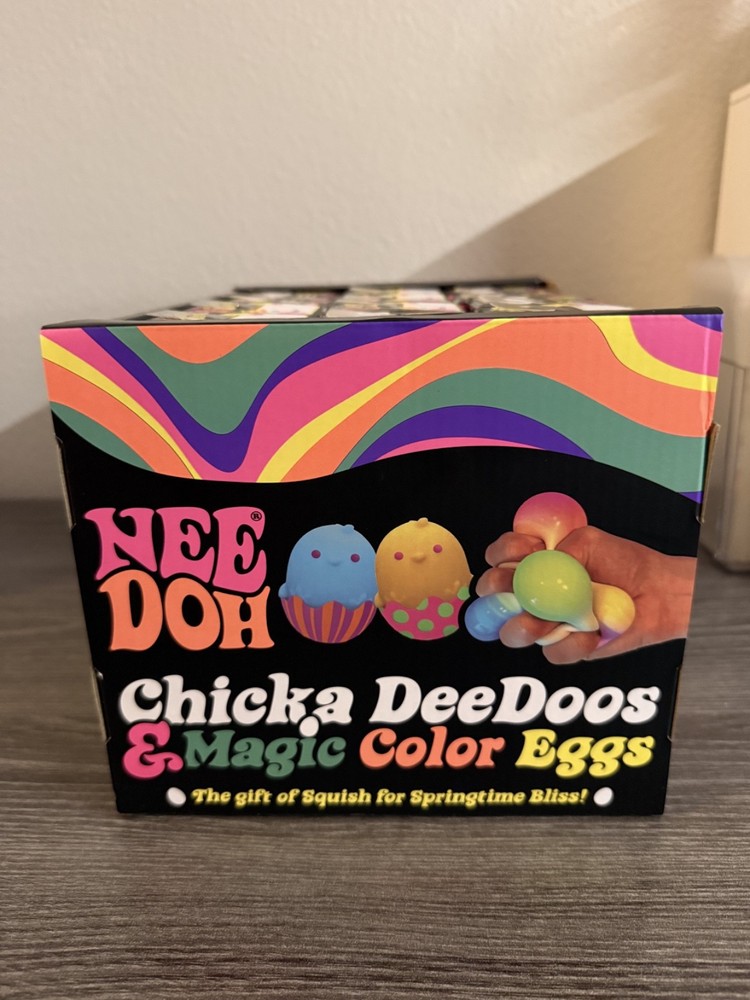 NEE®
DOH
Chicka DeeDoos
& Magic Color Eggs
The gift of Squish for Springtime Bliss!